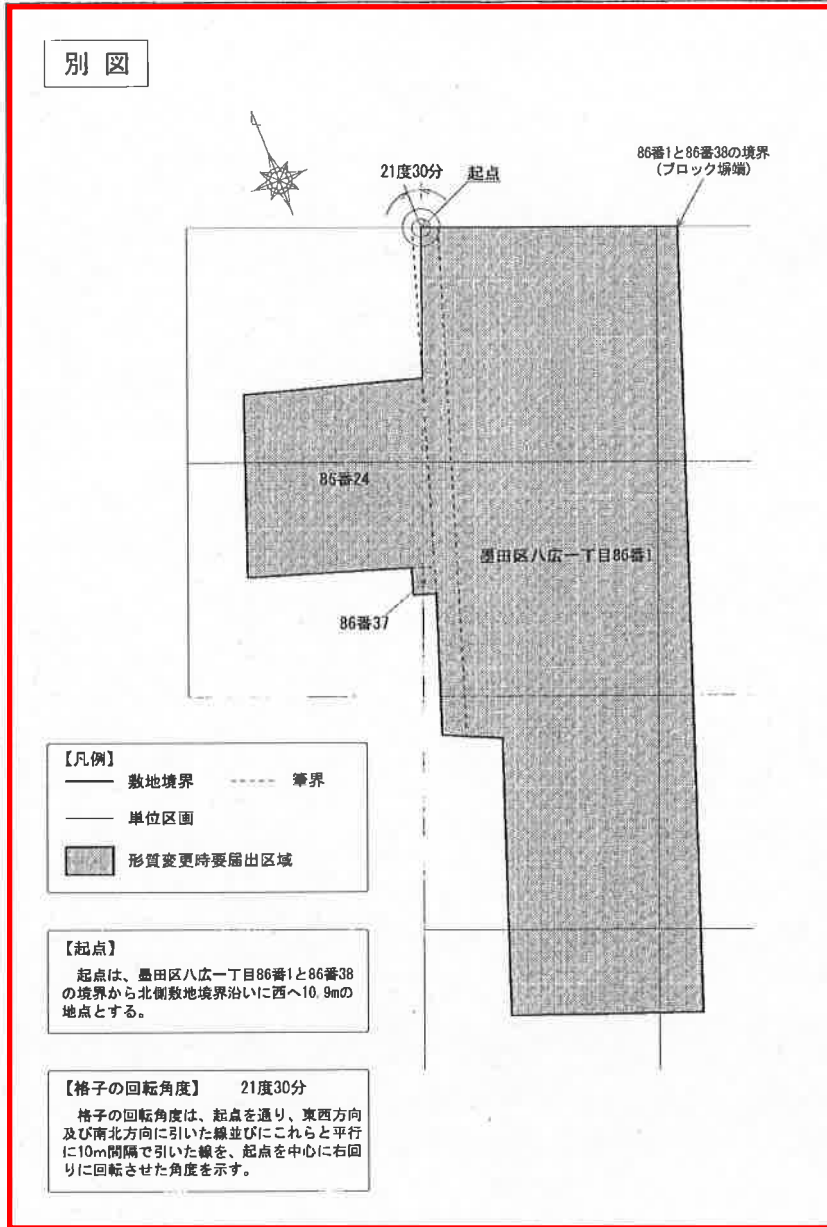 別図
21度30分
起点
86番1と86番38の境界
(ブロック塀端)
86番24
墨田区八広一丁目86番1
86番37
【凡例】
敷地境界
筆界
単位区画
形質変更時要届出区域
【起点】
起点は、墨田区八広一丁目86番1と86番38
の境界から北側敷地境界沿いに西へ10.9mの
地点とする。
【格子の回転角度】 21度30分
格子の回転角度は、起点を通り、東西方向
及び南北方向に引いた線並びにこれらと平行
に10m間隔で引いた線を、起点を中心に右回
りに回転させた角度を示す。